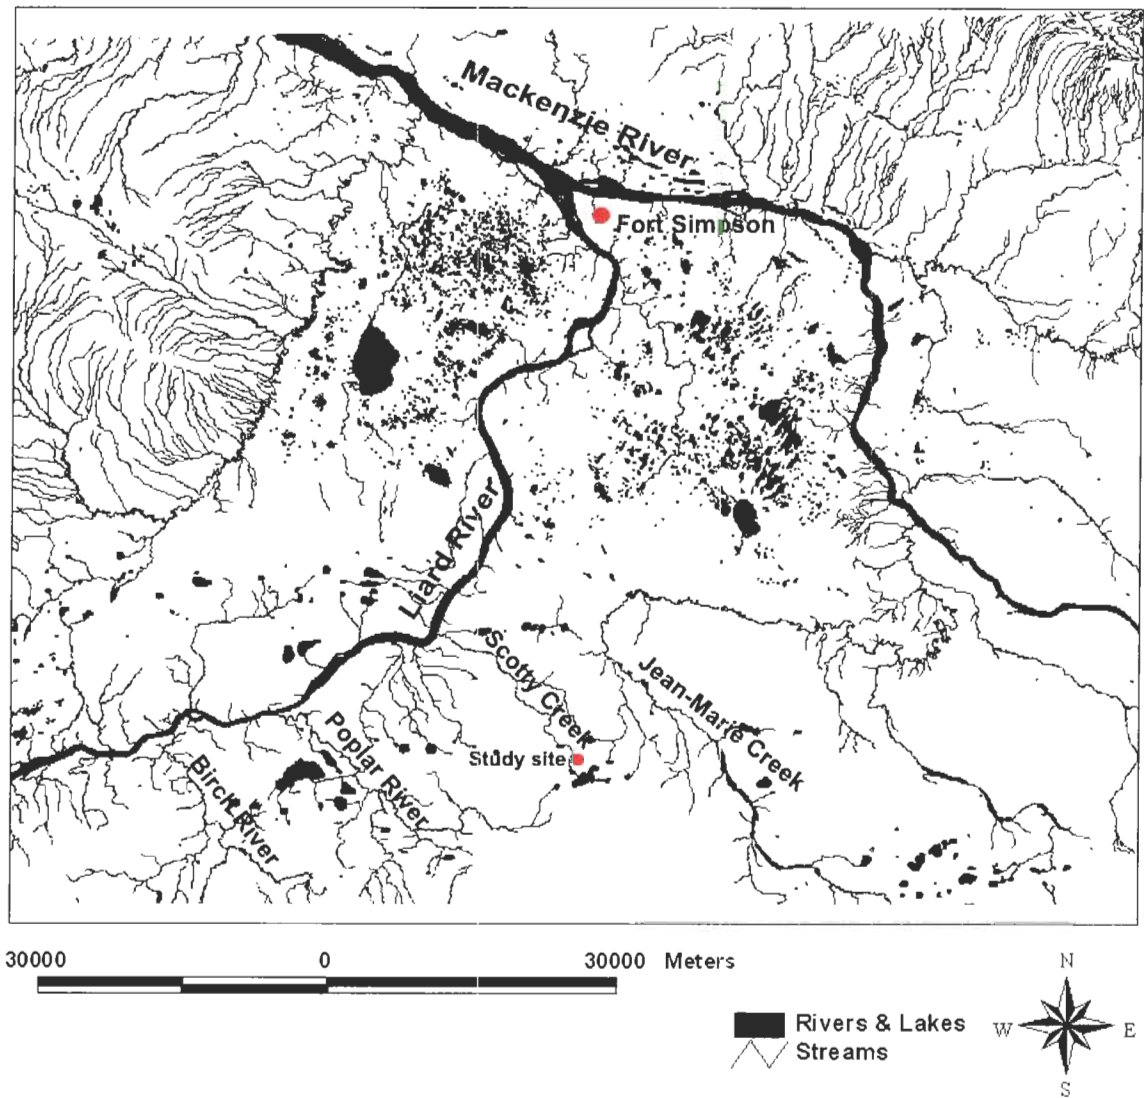 Mackenzie River
Fort Simpson
Liard River
Scotty Creek
Jean-Marie Creek
Study site
Poplar River
Birch River
30000 0 30000 Meters
N
Rivers & Lakes
W E
Streams
S